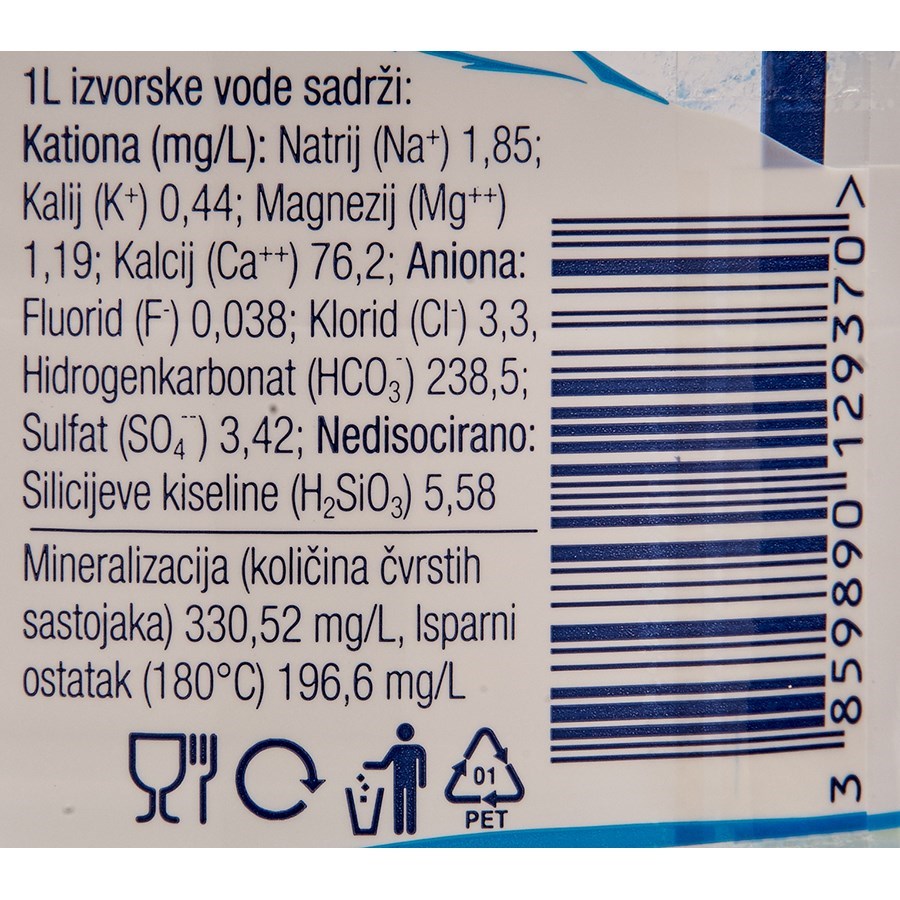 1L izvorske vode sadrži:
Kationa (mg/L): Natrij (Na⁺) 1,85;
Kalij (K⁺) 0,44; Magnezij (Mg⁺⁺)
1,19; Kalcij (Ca⁺⁺) 76,2; Aniona:
Fluorid (F⁻) 0,038; Klorid (Cl⁻) 3,3,
Hidrogenkarbonat (HCO₃⁻) 238,5;
Sulfat (SO₄⁻⁻) 3,42; Nedisocirano:
Silicijeve kiseline (H₂SiO₃) 5,58
Mineralizacija (količina čvrstih
sastojaka) 330,52 mg/L, Isparni
ostatak (180°C) 196,6 mg/L
01
PET
3 859890 129370 >